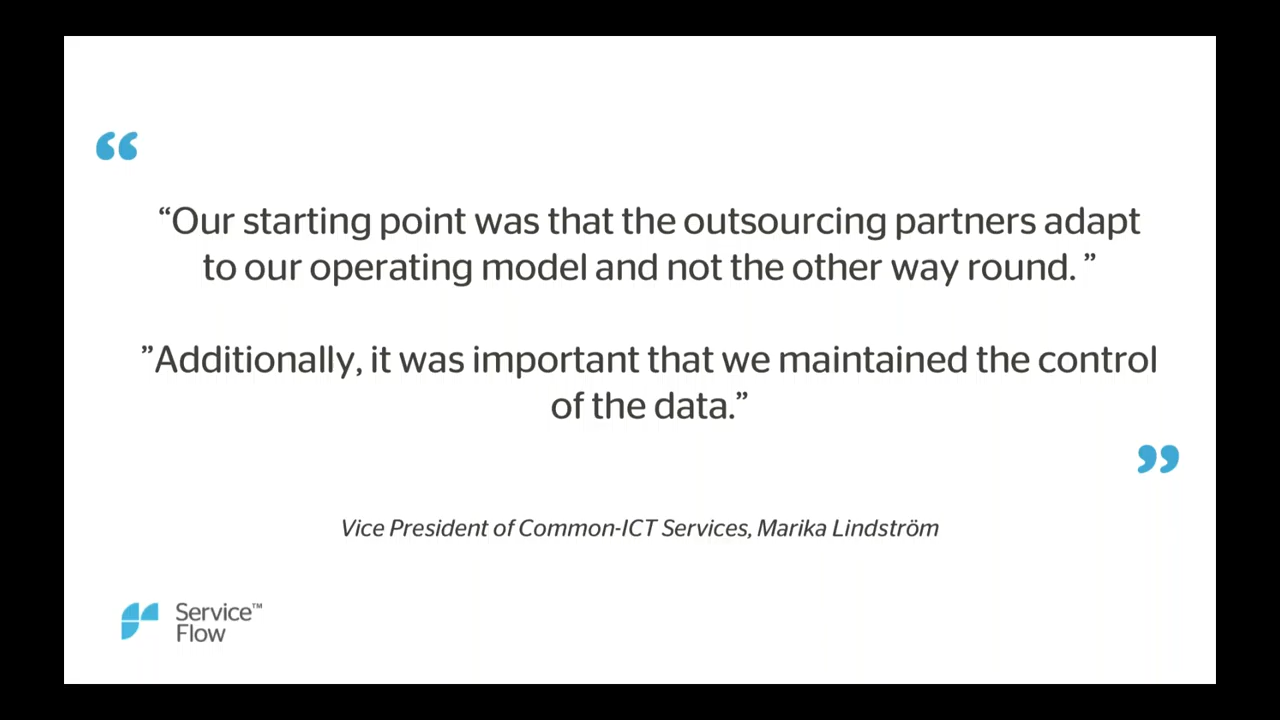 “
“Our starting point was that the outsourcing partners adapt
to our operating model and not the other way round. ”
”Additionally, it was important that we maintained the control
of the data.”
”
Vice President of Common-ICT Services, Marika Lindström
Service™
Flow